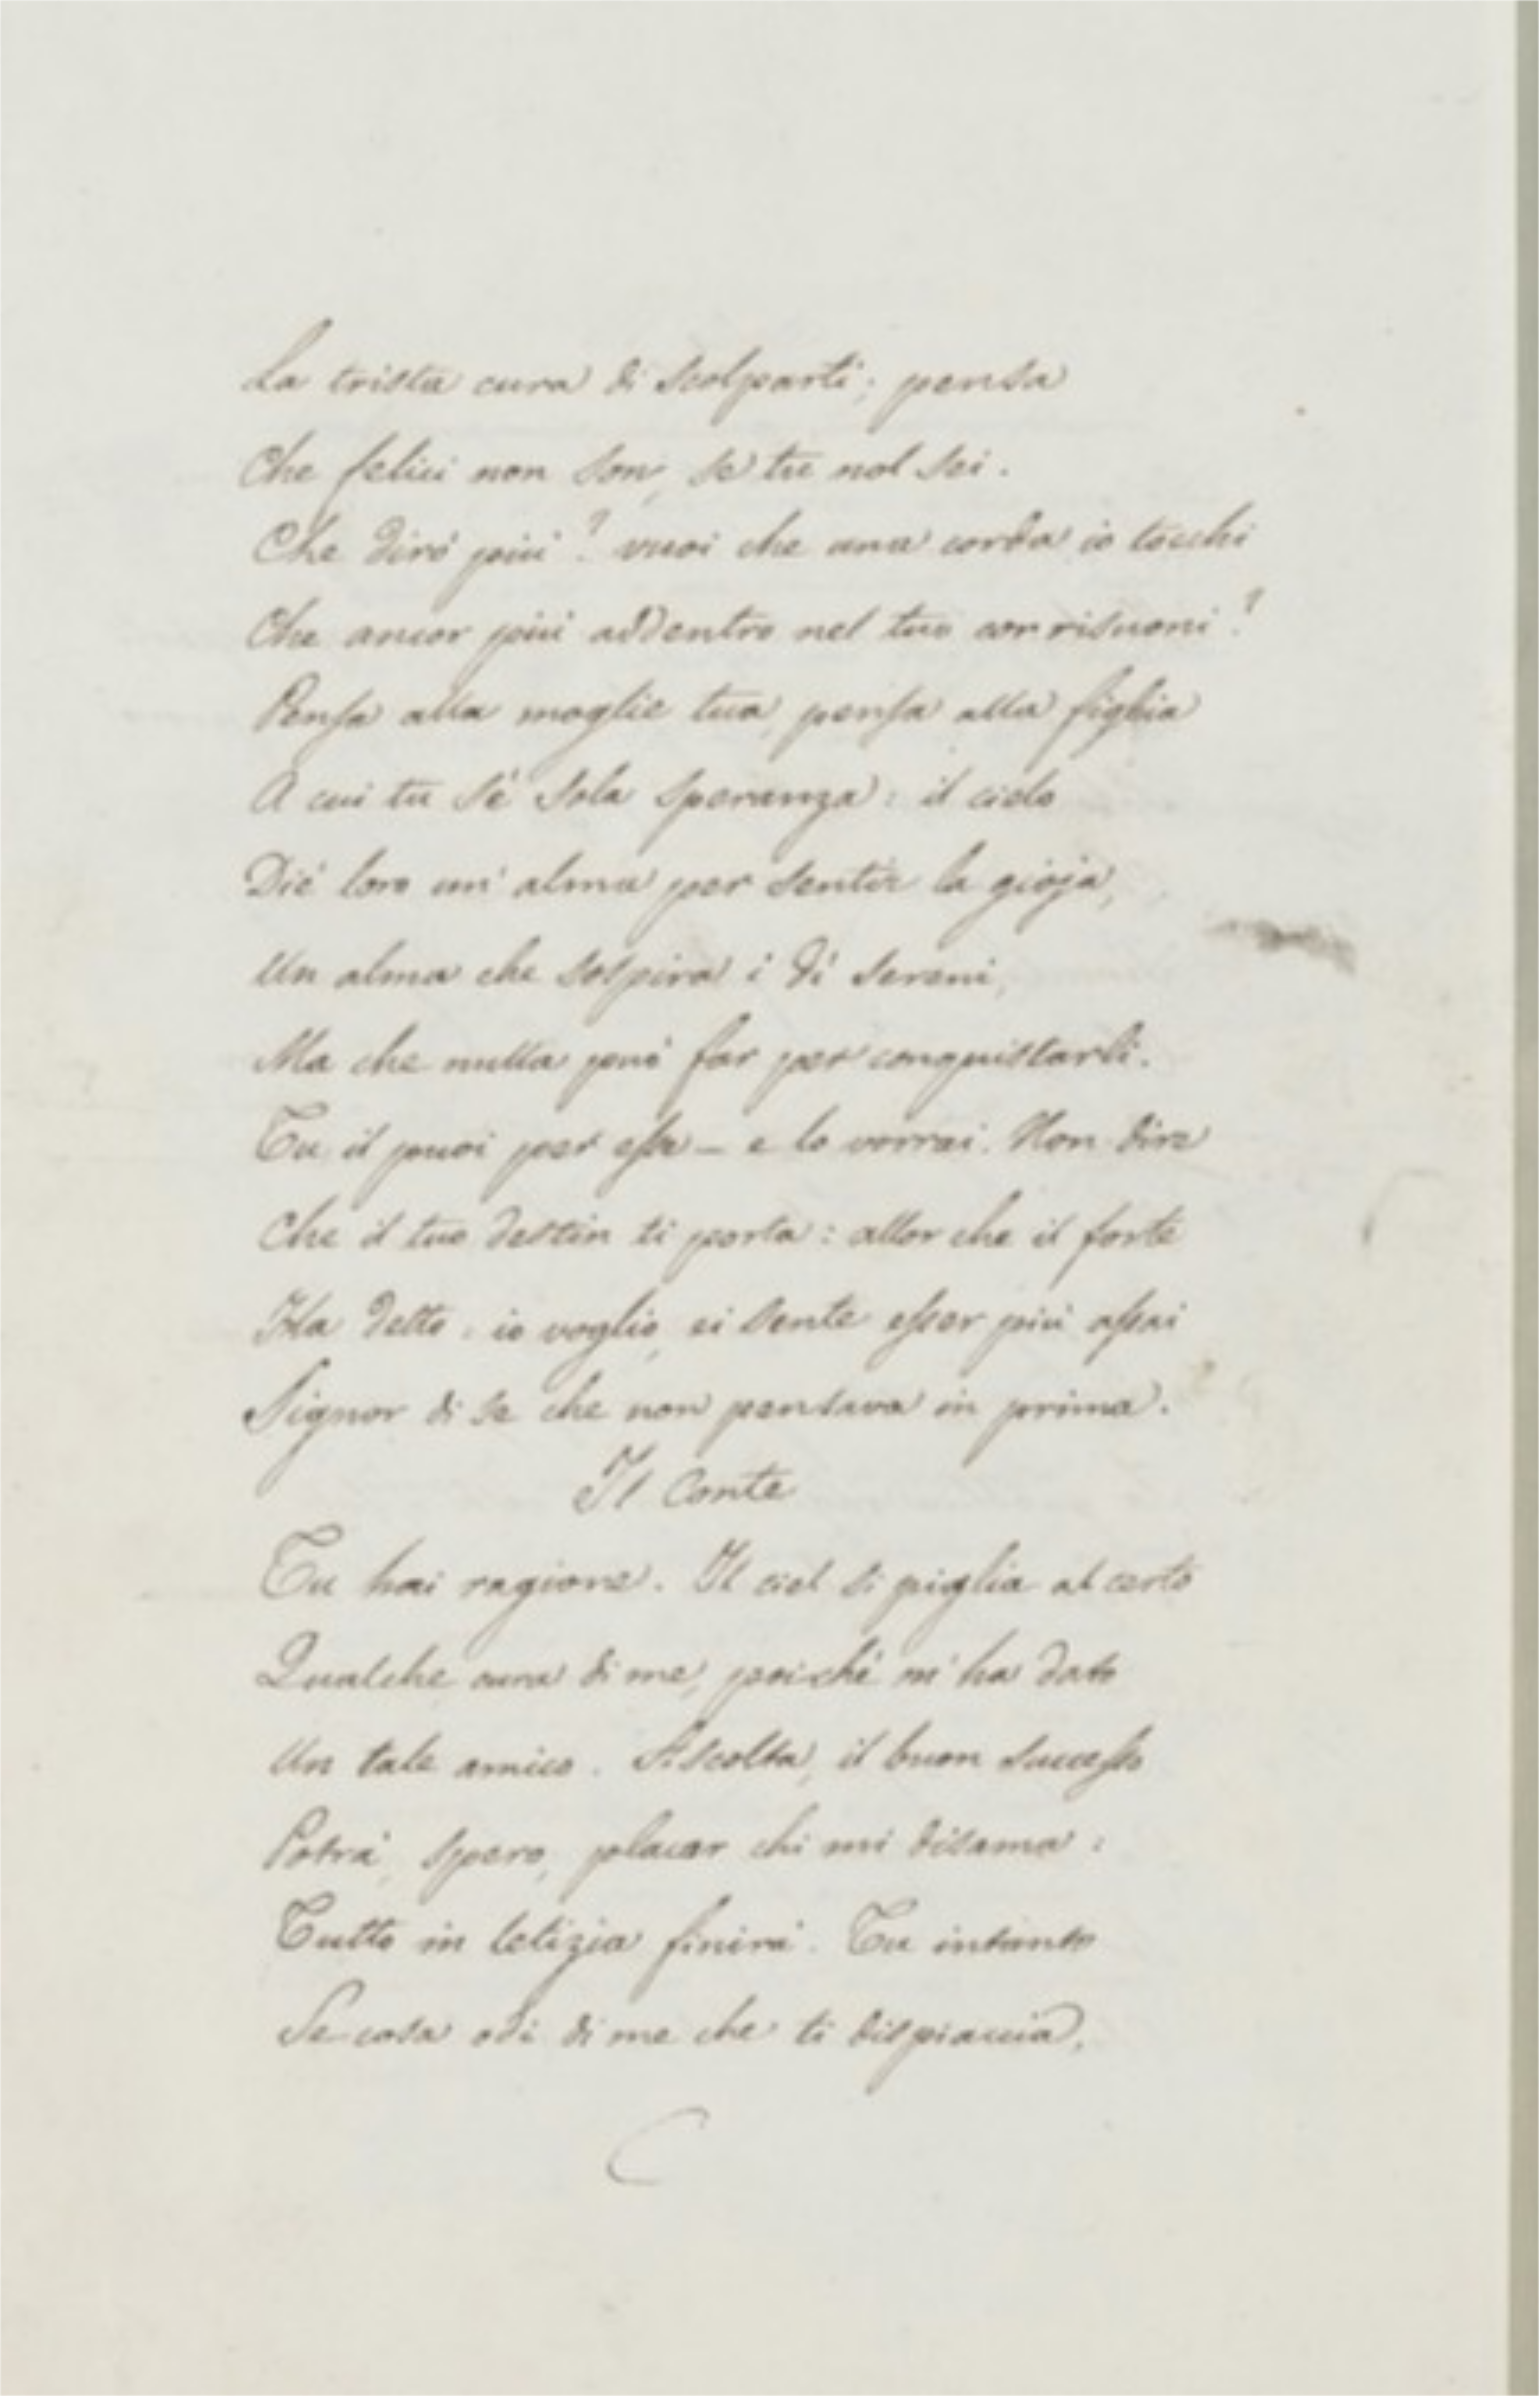 La trista cura di scolparti; pensa
Che felici non son, se tu nol sei.
Che dirò più? vuoi che una corda io tocchi
Che ancor più addentro nel tuo cor risuoni?
Pensa alla moglie tua, pensa alla figlia
A cui tu sé sola speranza: il cielo
Dié loro un' alma per sentir la gioja,
Un alma che sospira i dì sereni,
Ma che nulla può far per conquistarli.
Tu il puoi per esse – e lo vorrai. Non dire
Che il tuo destin ti porta: allor che il forte
Ha detto: io voglio, ei sente esser più assai
Signor di se che non pensava in prima.
Il Conte
Tu hai ragione. Il ciel si piglia al certo
Qualche cura di me, poiché m'ha dato
Un tale amico. Ascolta, il buon successo
Potrà, spero, placar chi mi disama:
Tutto in letizia finirà. Tu intanto
Se cosa odi di me che ti dispiaccia,